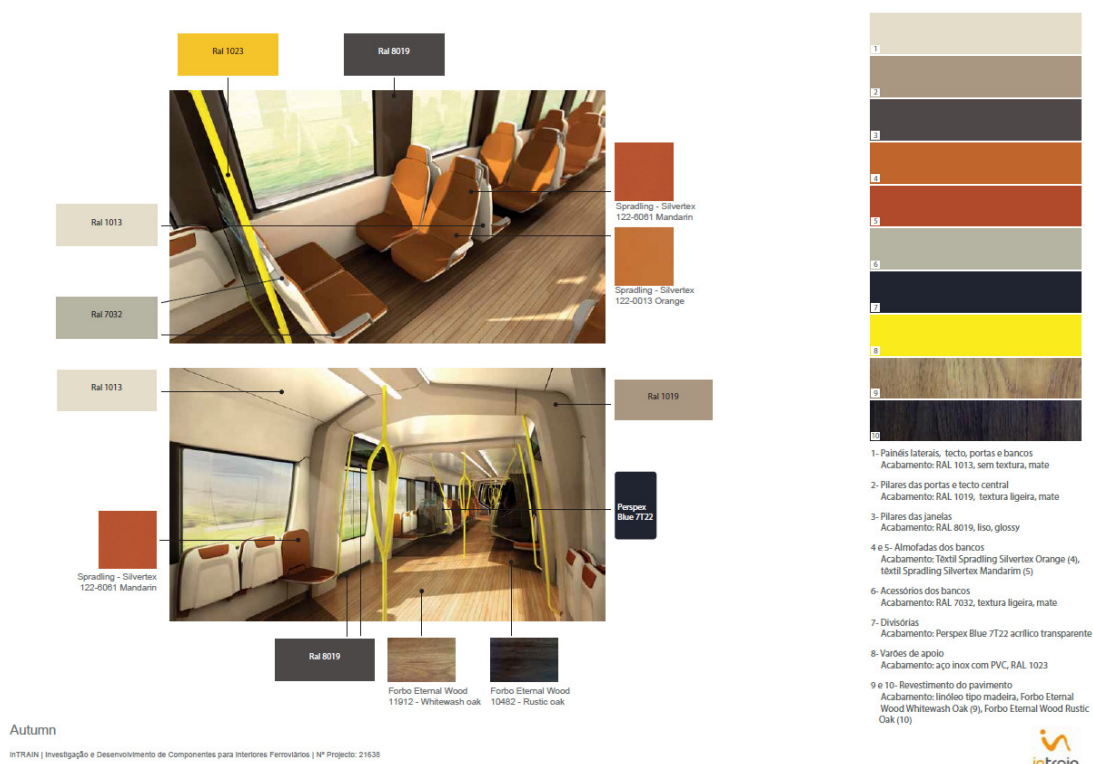 Ral 1023
Ral 8019
Ral 1013
Ral 7032
Spradling - Silvertex
122-6061 Mandarin
Spradling - Silvertex
122-0013 Orange
Ral 1013
Ral 1019
Perspex
Blue 7T22
Spradling - Silvertex
122-6061 Mandarin
Ral 8019
Forbo Eternal Wood
11912 - Whitewash oak
Forbo Eternal Wood
10482 - Rustic oak
1
2
3
4
5
6
7
8
9
10
1- Painéis laterais, tecto, portas e bancos
Acabamento: RAL 1013, sem textura, mate
2- Pilares das portas e tecto central
Acabamento: RAL 1019, textura ligeira, mate
3- Pilares das janelas
Acabamento: RAL 8019, liso, glossy
4 e 5- Almofadas dos bancos
Acabamento: Têxtil Spradling Silvertex Orange (4),
têxtil Spradling Silvertex Mandarim (5)
6- Acessórios dos bancos
Acabamento: RAL 7032, textura ligeira, mate
7- Divisórias
Acabamento: Perspex Blue 7T22 acrílico transparente
8- Varões de apoio
Acabamento: aço inox com PVC, RAL 1023
9 e 10- Revestimento do pavimento
Acabamento: linóleo tipo madeira, Forbo Eternal
Wood Whitewash Oak (9), Forbo Eternal Wood Rustic
Oak (10)
Autumn
inTRAIN | Investigação e Desenvolvimento de Componentes para Interiores Ferroviários | Nº Projecto: 21638